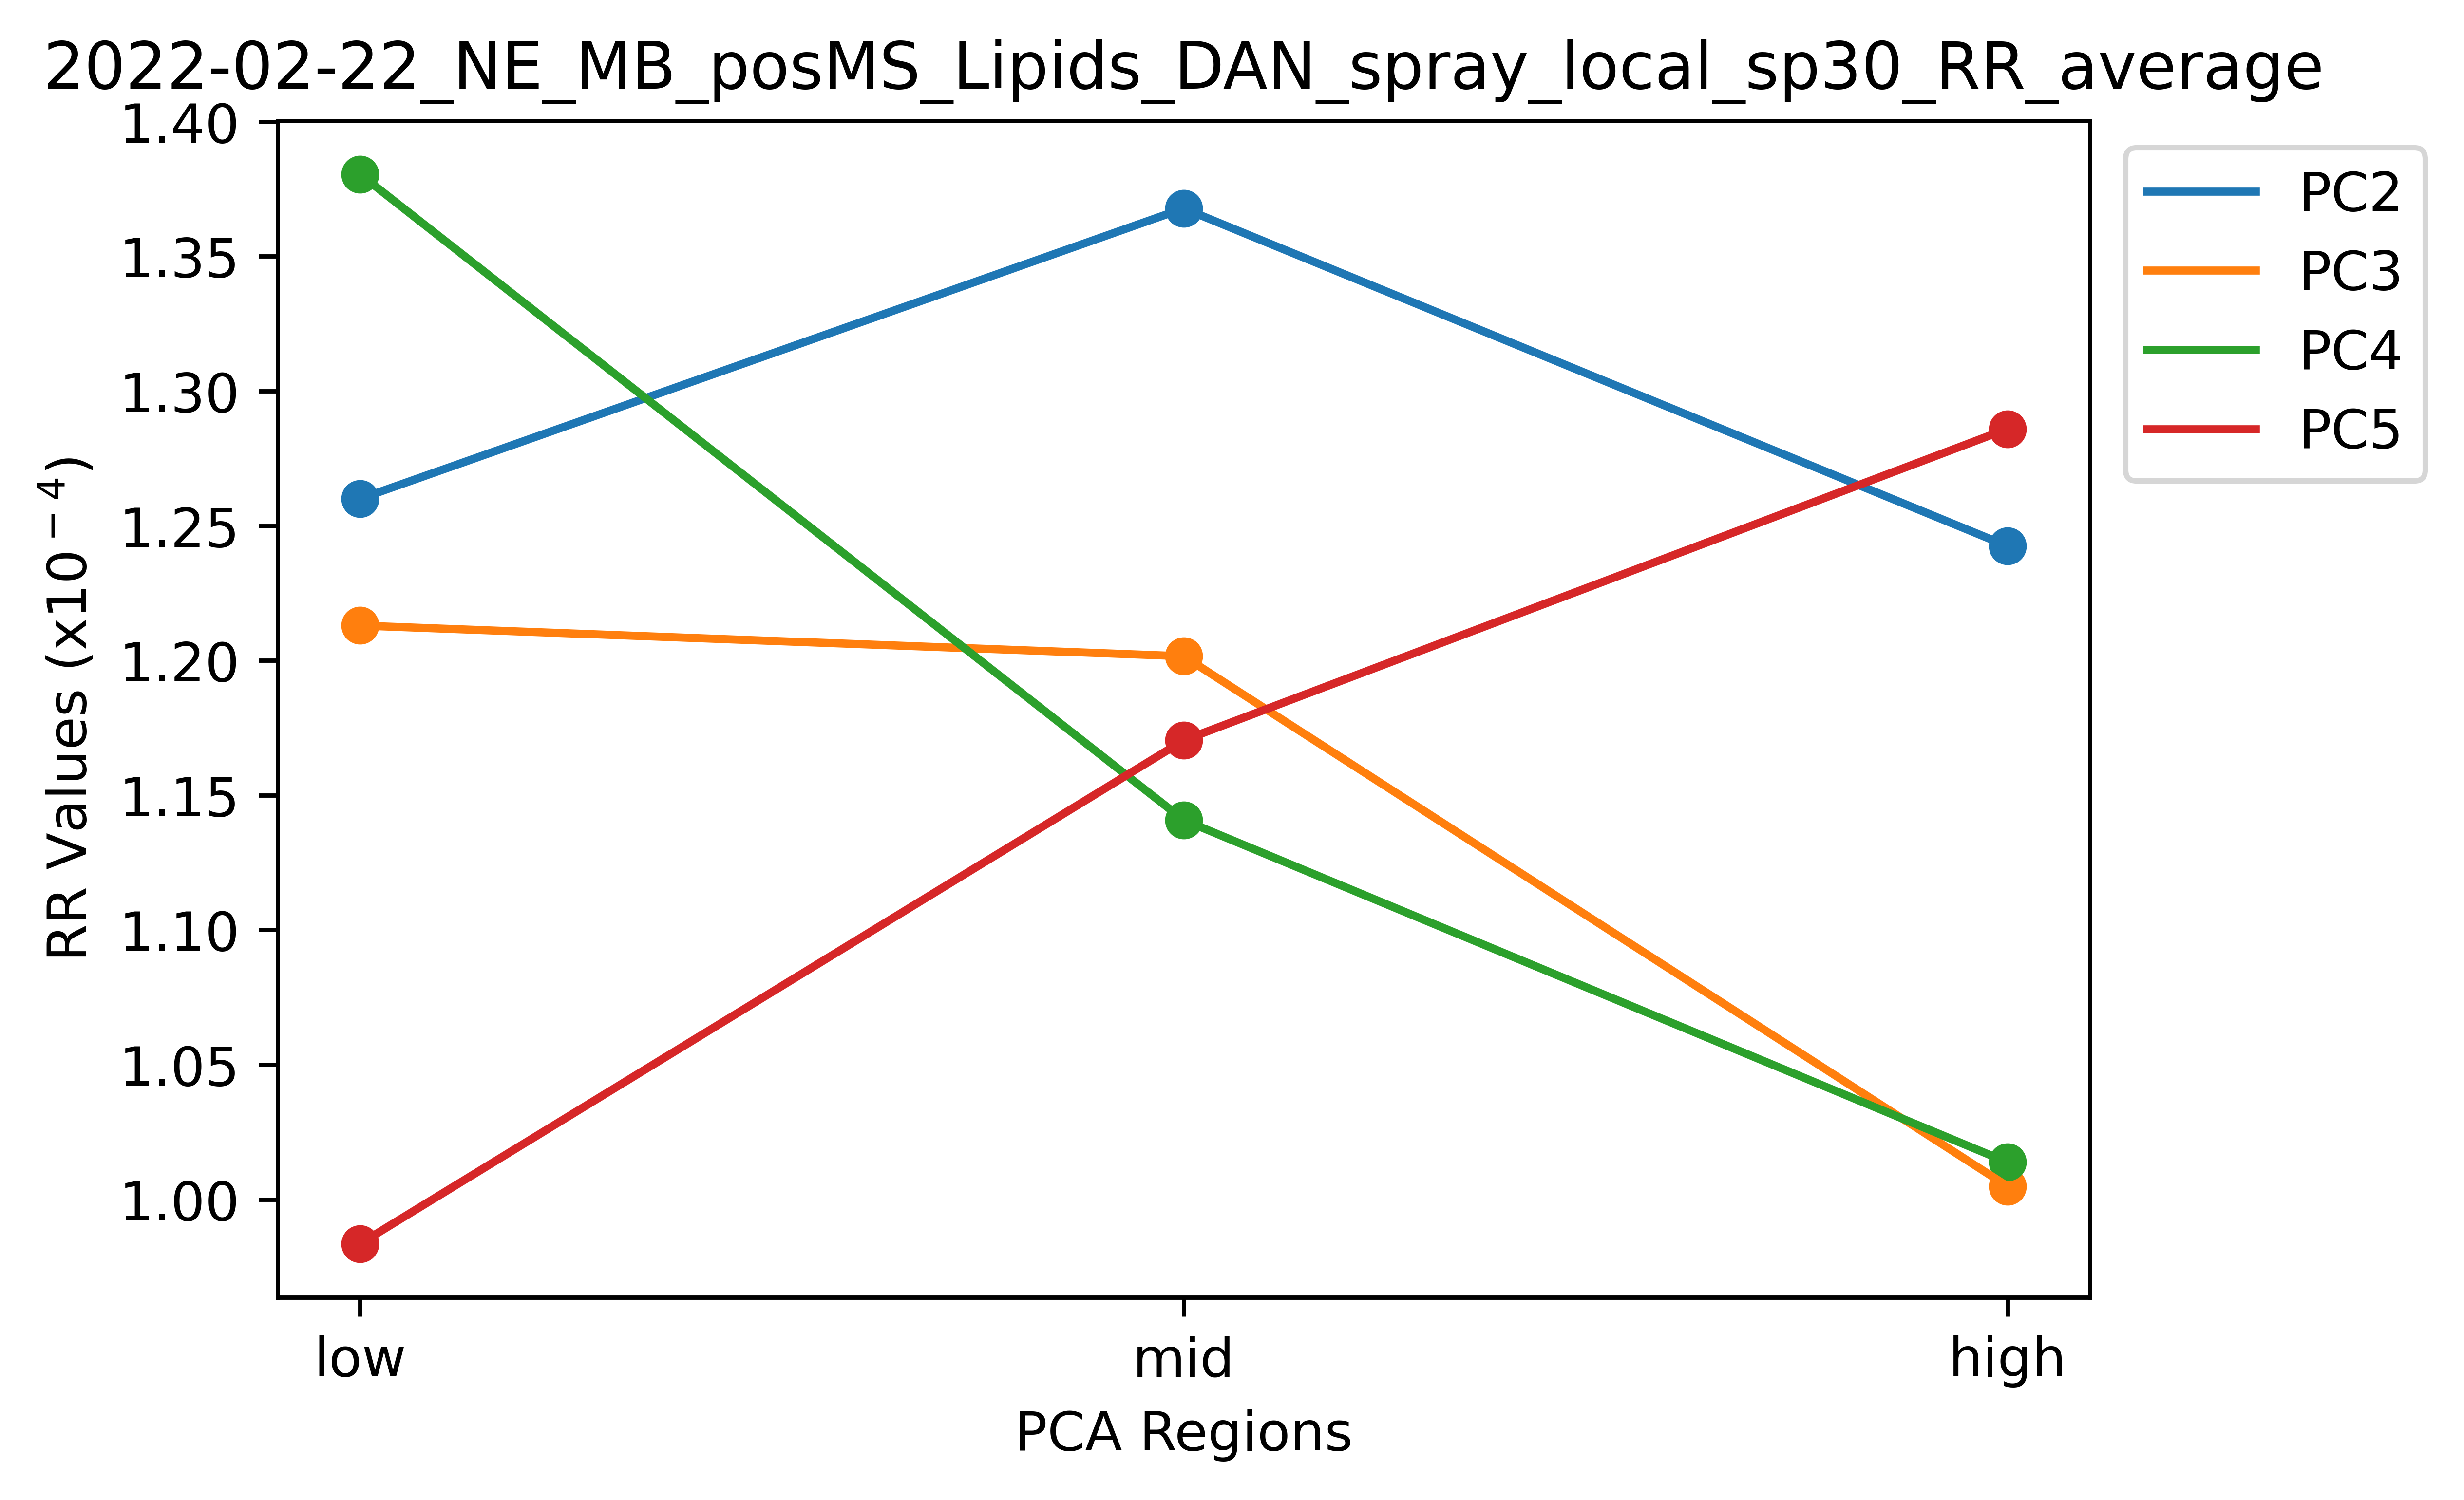 2022-02-22_NE_MB_posMS_Lipids_DAN_spray_local_sp30_RR_average
1.40
1.35
1.30
1.25
1.20
1.15
1.10
1.05
1.00
RR Values (x10⁻⁴)
low
mid
high
PCA Regions
PC2
PC3
PC4
PC5